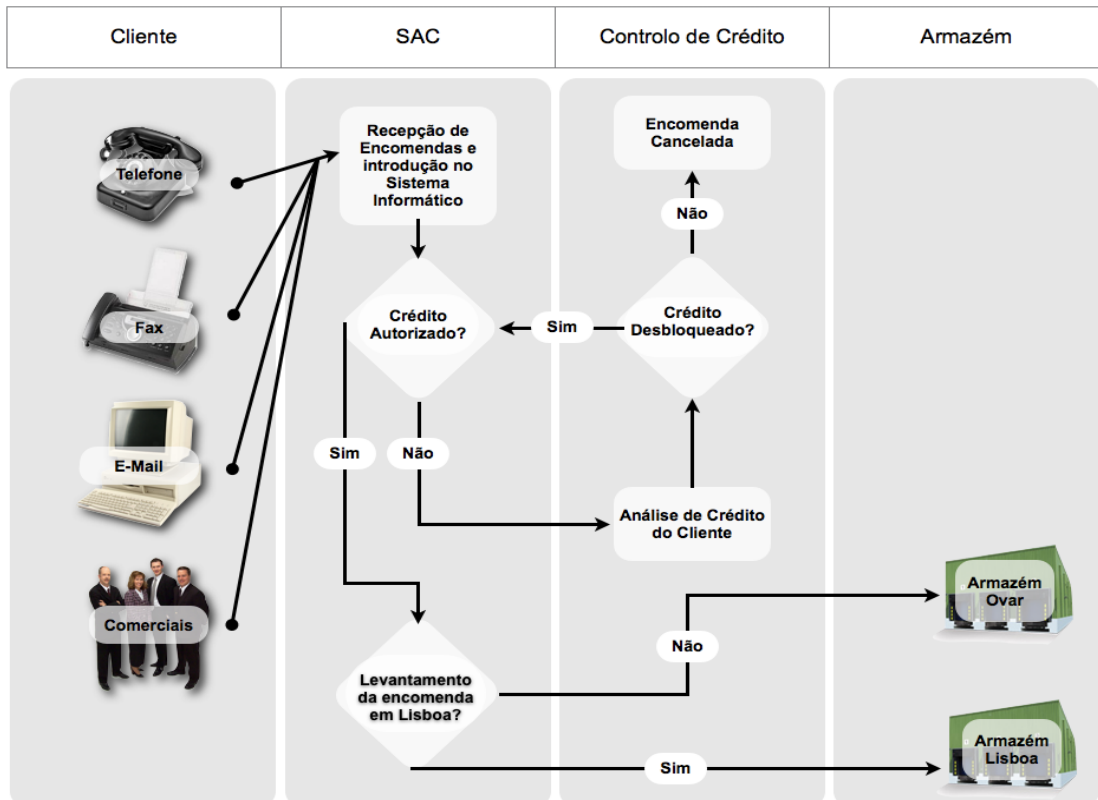 Cliente
SAC
Controlo de Crédito
Armazém
Telefone
Fax
E-Mail
Comerciais
Recepção de
Encomendas e
introdução no
Sistema
Informático
Crédito
Autorizado?
Sim
Não
Levantamento
da encomenda
em Lisboa?
Encomenda
Cancelada
Não
Crédito
Desbloqueado?
Sim
Análise de Crédito
do Cliente
Não
Sim
Armazém
Ovar
Armazém
Lisboa